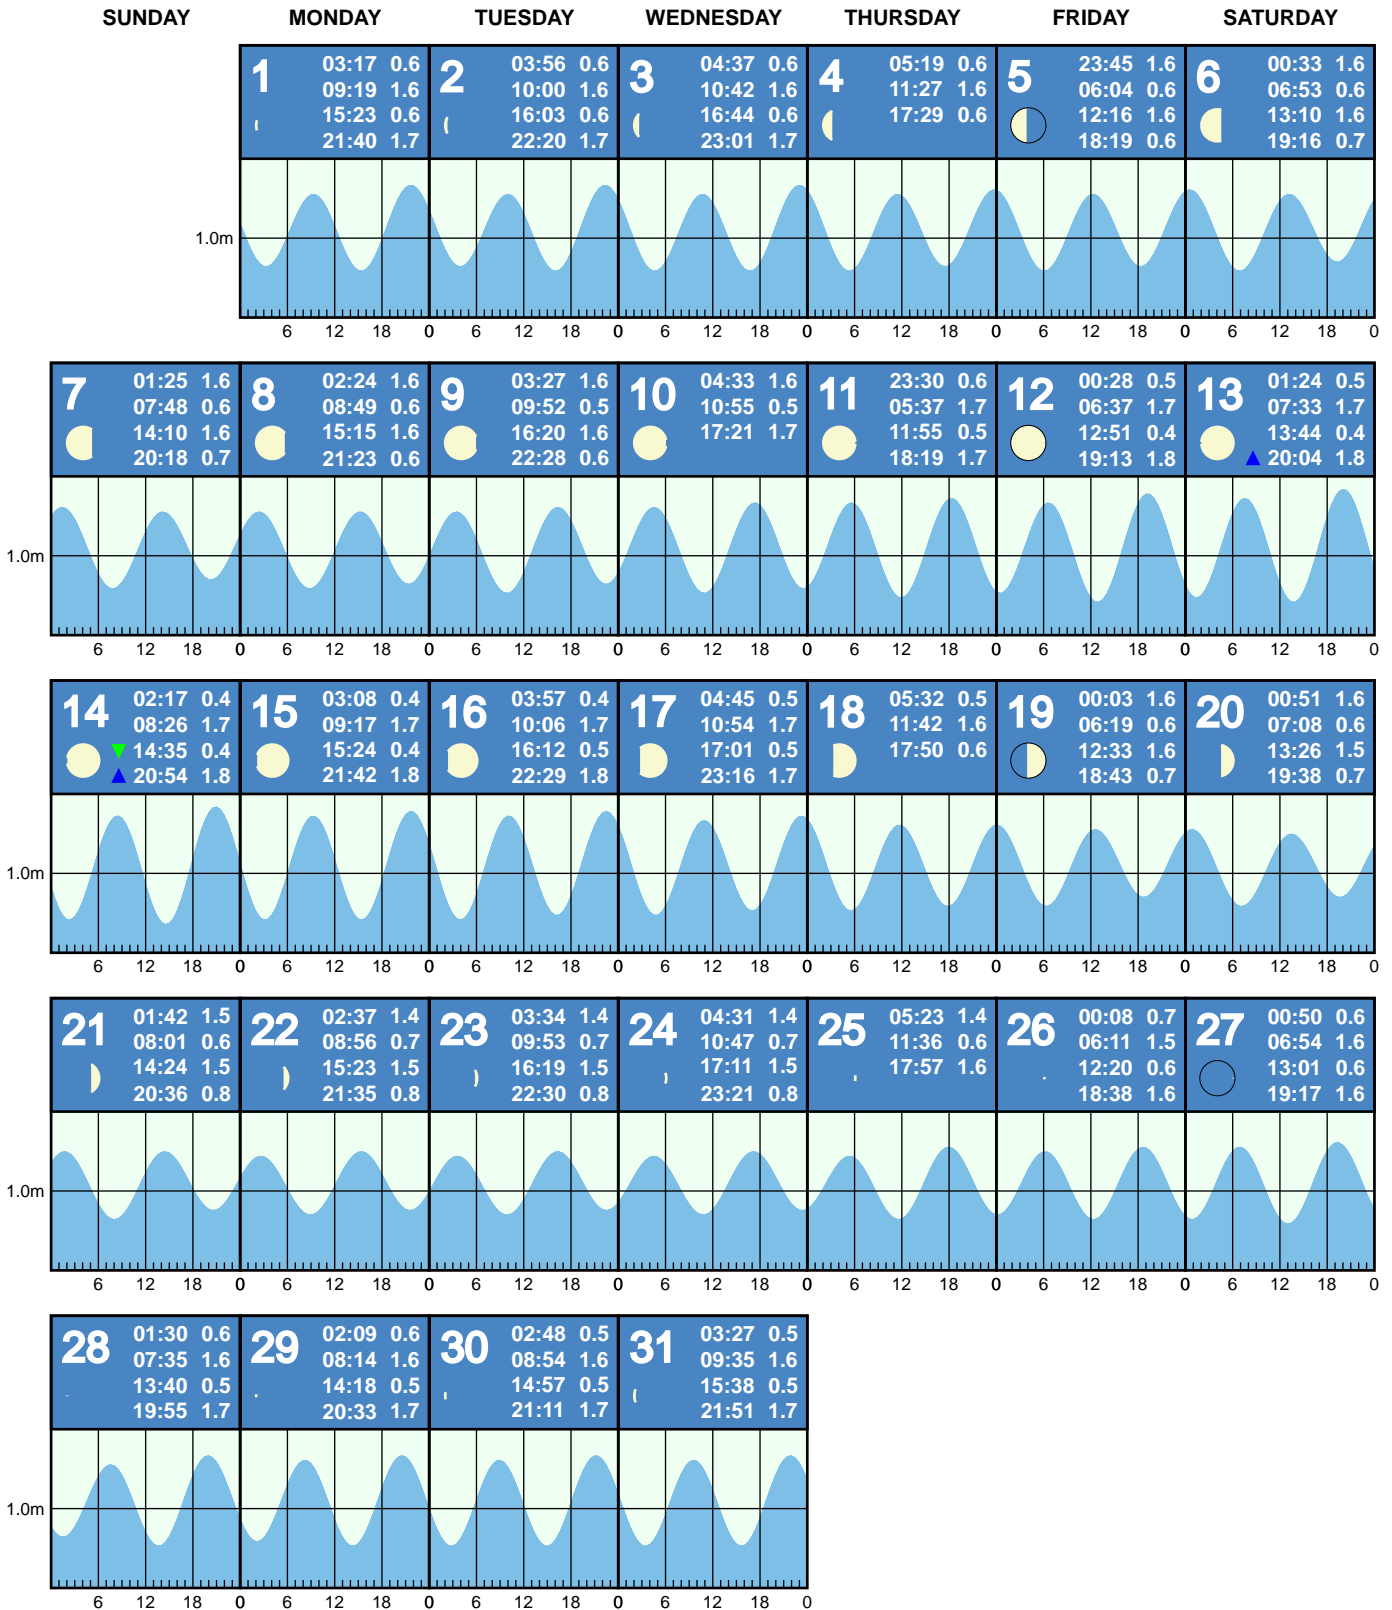 SUNDAY MONDAY TUESDAY WEDNESDAY THURSDAY FRIDAY SATURDAY
1 03:17 0.6
09:19 1.6
15:23 0.6
21:40 1.7
2 03:56 0.6
10:00 1.6
16:03 0.6
22:20 1.7
3 04:37 0.6
10:42 1.6
16:44 0.6
23:01 1.7
4 05:19 0.6
11:27 1.6
17:29 0.6
5 23:45 1.6
06:04 0.6
12:16 1.6
18:19 0.6
6 00:33 1.6
06:53 0.6
13:10 1.6
19:16 0.7
1.0m
6 12 18 0 6 12 18 0 6 12 18 0 6 12 18 0 6 12 18 0 6 12 18 0
7 01:25 1.6
07:48 0.6
14:10 1.6
20:18 0.7
8 02:24 1.6
08:49 0.6
15:15 1.6
21:23 0.6
9 03:27 1.6
09:52 0.5
16:20 1.6
22:28 0.6
10 04:33 1.6
10:55 0.5
17:21 1.7
11 23:30 0.6
05:37 1.7
11:55 0.5
18:19 1.7
12 00:28 0.5
06:37 1.7
12:51 0.4
19:13 1.8
13 01:24 0.5
07:33 1.7
13:44 0.4
20:04 1.8
1.0m
6 12 18 0 6 12 18 0 6 12 18 0 6 12 18 0 6 12 18 0 6 12 18 0 6 12 18 0
14 02:17 0.4
08:26 1.7
14:35 0.4
20:54 1.8
15 03:08 0.4
09:17 1.7
15:24 0.4
21:42 1.8
16 03:57 0.4
10:06 1.7
16:12 0.5
22:29 1.8
17 04:45 0.5
10:54 1.7
17:01 0.5
23:16 1.7
18 05:32 0.5
11:42 1.6
17:50 0.6
19 00:03 1.6
06:19 0.6
12:33 1.6
18:43 0.7
20 00:51 1.6
07:08 0.6
13:26 1.5
19:38 0.7
1.0m
6 12 18 0 6 12 18 0 6 12 18 0 6 12 18 0 6 12 18 0 6 12 18 0 6 12 18 0
21 01:42 1.5
08:01 0.6
14:24 1.5
20:36 0.8
22 02:37 1.4
08:56 0.7
15:23 1.5
21:35 0.8
23 03:34 1.4
09:53 0.7
16:19 1.5
22:30 0.8
24 04:31 1.4
10:47 0.7
17:11 1.5
23:21 0.8
25 05:23 1.4
11:36 0.6
17:57 1.6
26 00:08 0.7
06:11 1.5
12:20 0.6
18:38 1.6
27 00:50 0.6
06:54 1.6
13:01 0.6
19:17 1.6
1.0m
6 12 18 0 6 12 18 0 6 12 18 0 6 12 18 0 6 12 18 0 6 12 18 0 6 12 18 0
28 01:30 0.6
07:35 1.6
13:40 0.5
19:55 1.7
29 02:09 0.6
08:14 1.6
14:18 0.5
20:33 1.7
30 02:48 0.5
08:54 1.6
14:57 0.5
21:11 1.7
31 03:27 0.5
09:35 1.6
15:38 0.5
21:51 1.7
1.0m
6 12 18 0 6 12 18 0 6 12 18 0 6 12 18 0